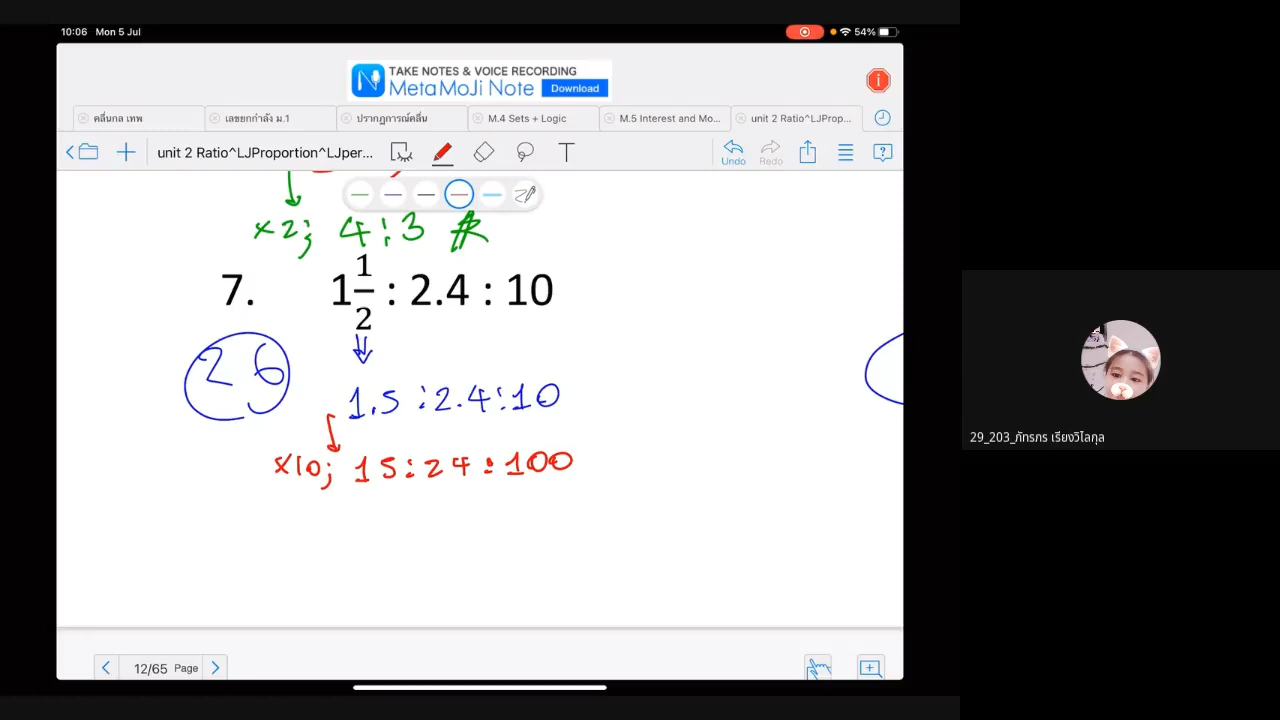 10:06 Mon 5 Jul
54%
TAKE NOTES & VOICE RECORDING
MetaMoJi Note Download
คลื่นกล เทพ
เลขยกกำลัง ม.1
ปรากฏการณ์คลื่น
M.4 Sets + Logic
M.5 Interest and Mo...
unit 2 Ratio^LJProp...
unit 2 Ratio^LJProportion^LJper...
T
Undo
Redo
×2; 4:3
7. 1 1/2 : 2.4 : 10
26
1.5 : 2.4 : 10
×10; 15 : 24 : 100
12/65 Page
29_203_ภัทรภร เรียงวิไลกุล